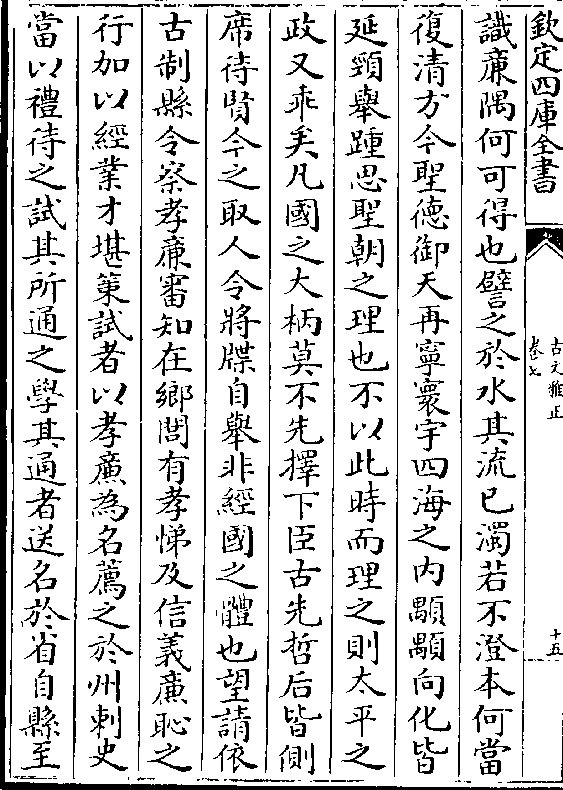 欽定四庫全書
古文雅正
卷七
十五
識廉隅何可得也譬之於水其流已濁若不澄本何當
復清方今聖德御天再寧寰宇四海之内顒顒向化皆
延頸舉踵思聖朝之理也不以此時而理之則太平之
政又乖矣凡國之大柄莫不先擇下臣古先哲后皆側
席待賢今之取人令將牒自舉非經國之體也望請依
古制縣令察孝廉審知在鄉閭有孝悌及信義廉恥之
行加以經業才堪策試者以孝廉為名薦之於州刺史
當以禮待之試其所通之學其通者送名於省自縣至